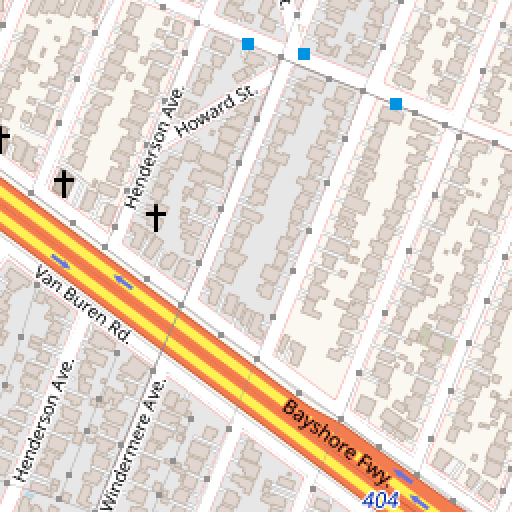 Henderson Ave.
Howard St.
Van Buren Rd.
Henderson Ave.
Windermere Ave.
Bayshore Fwy.
404